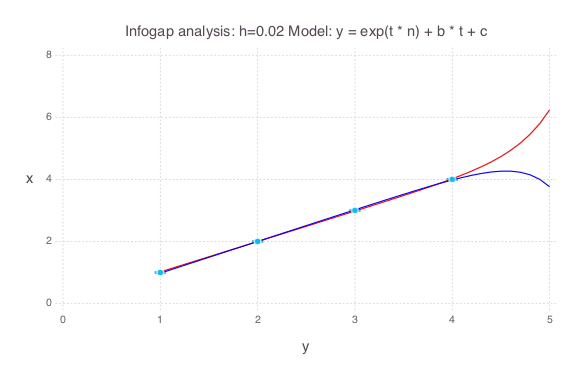 Infogap analysis: h=0.02 Model: y = exp(t * n) + b * t + c
8
6
x
4
2
0
0 1 2 3 4 5
y